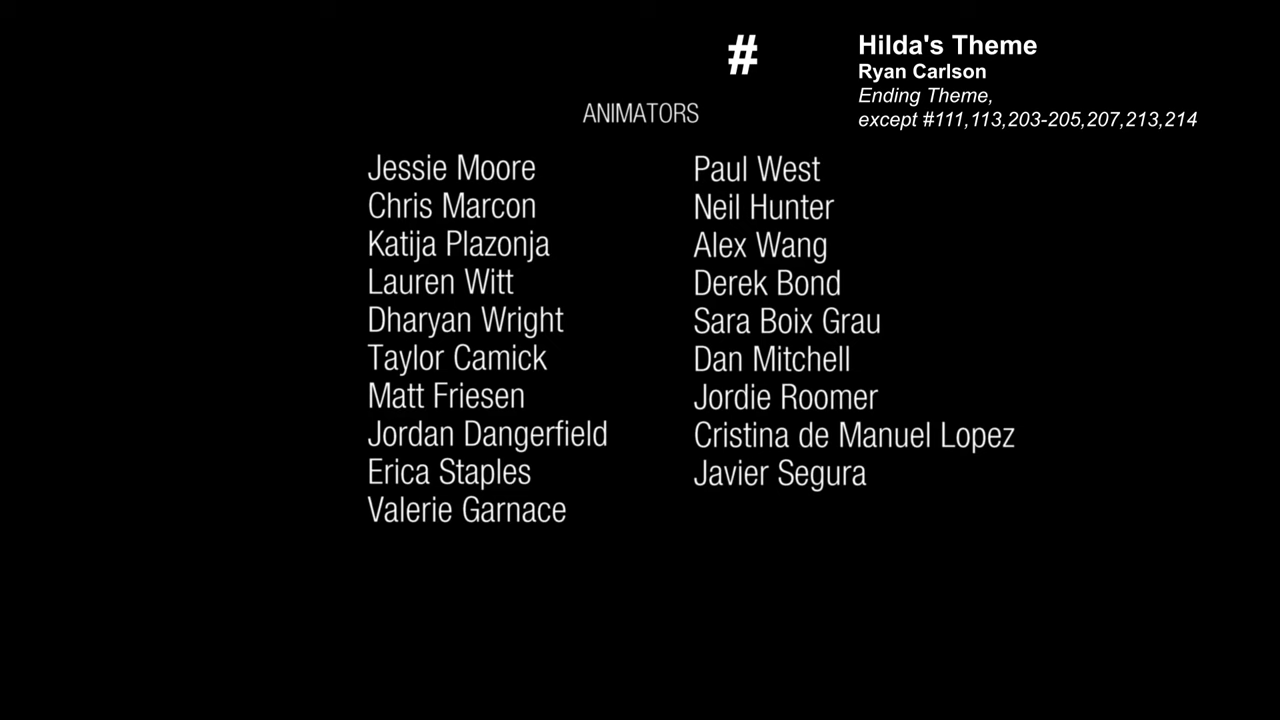 #
Hilda's Theme
Ryan Carlson
Ending Theme,
except #111,113,203-205,207,213,214
ANIMATORS
Jessie Moore
Chris Marcon
Katija Plazonja
Lauren Witt
Dharyan Wright
Taylor Camick
Matt Friesen
Jordan Dangerfield
Erica Staples
Valerie Garnace
Paul West
Neil Hunter
Alex Wang
Derek Bond
Sara Boix Grau
Dan Mitchell
Jordie Roomer
Cristina de Manuel Lopez
Javier Segura